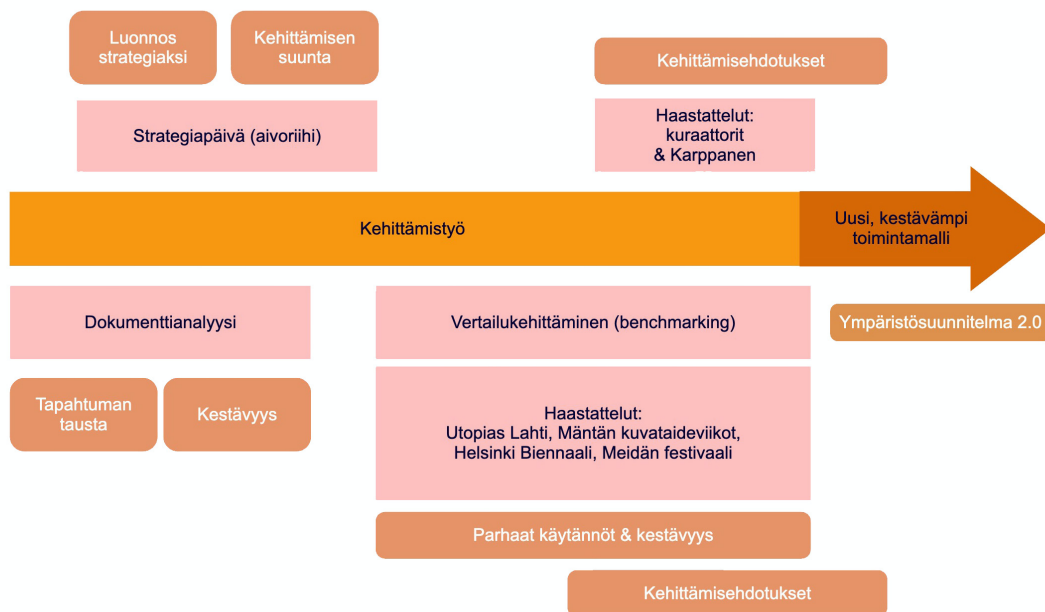 Luonnos
strategiaksi
Kehittämisen
suunta
Kehittämisehdotukset
Strategiapäivä (aivoriihi)
Haastattelut:
kuraattorit
& Karppanen
Kehittämistyö
Uusi, kestävämpi
toimintamalli
Dokumenttianalyysi
Vertailukehittäminen (benchmarking)
Ympäristösuunnitelma 2.0
Tapahtuman
tausta
Kestävyys
Haastattelut:
Utopias Lahti, Mäntän kuvataideviikot,
Helsinki Biennaali, Meidän festivaali
Parhaat käytännöt & kestävyys
Kehittämisehdotukset